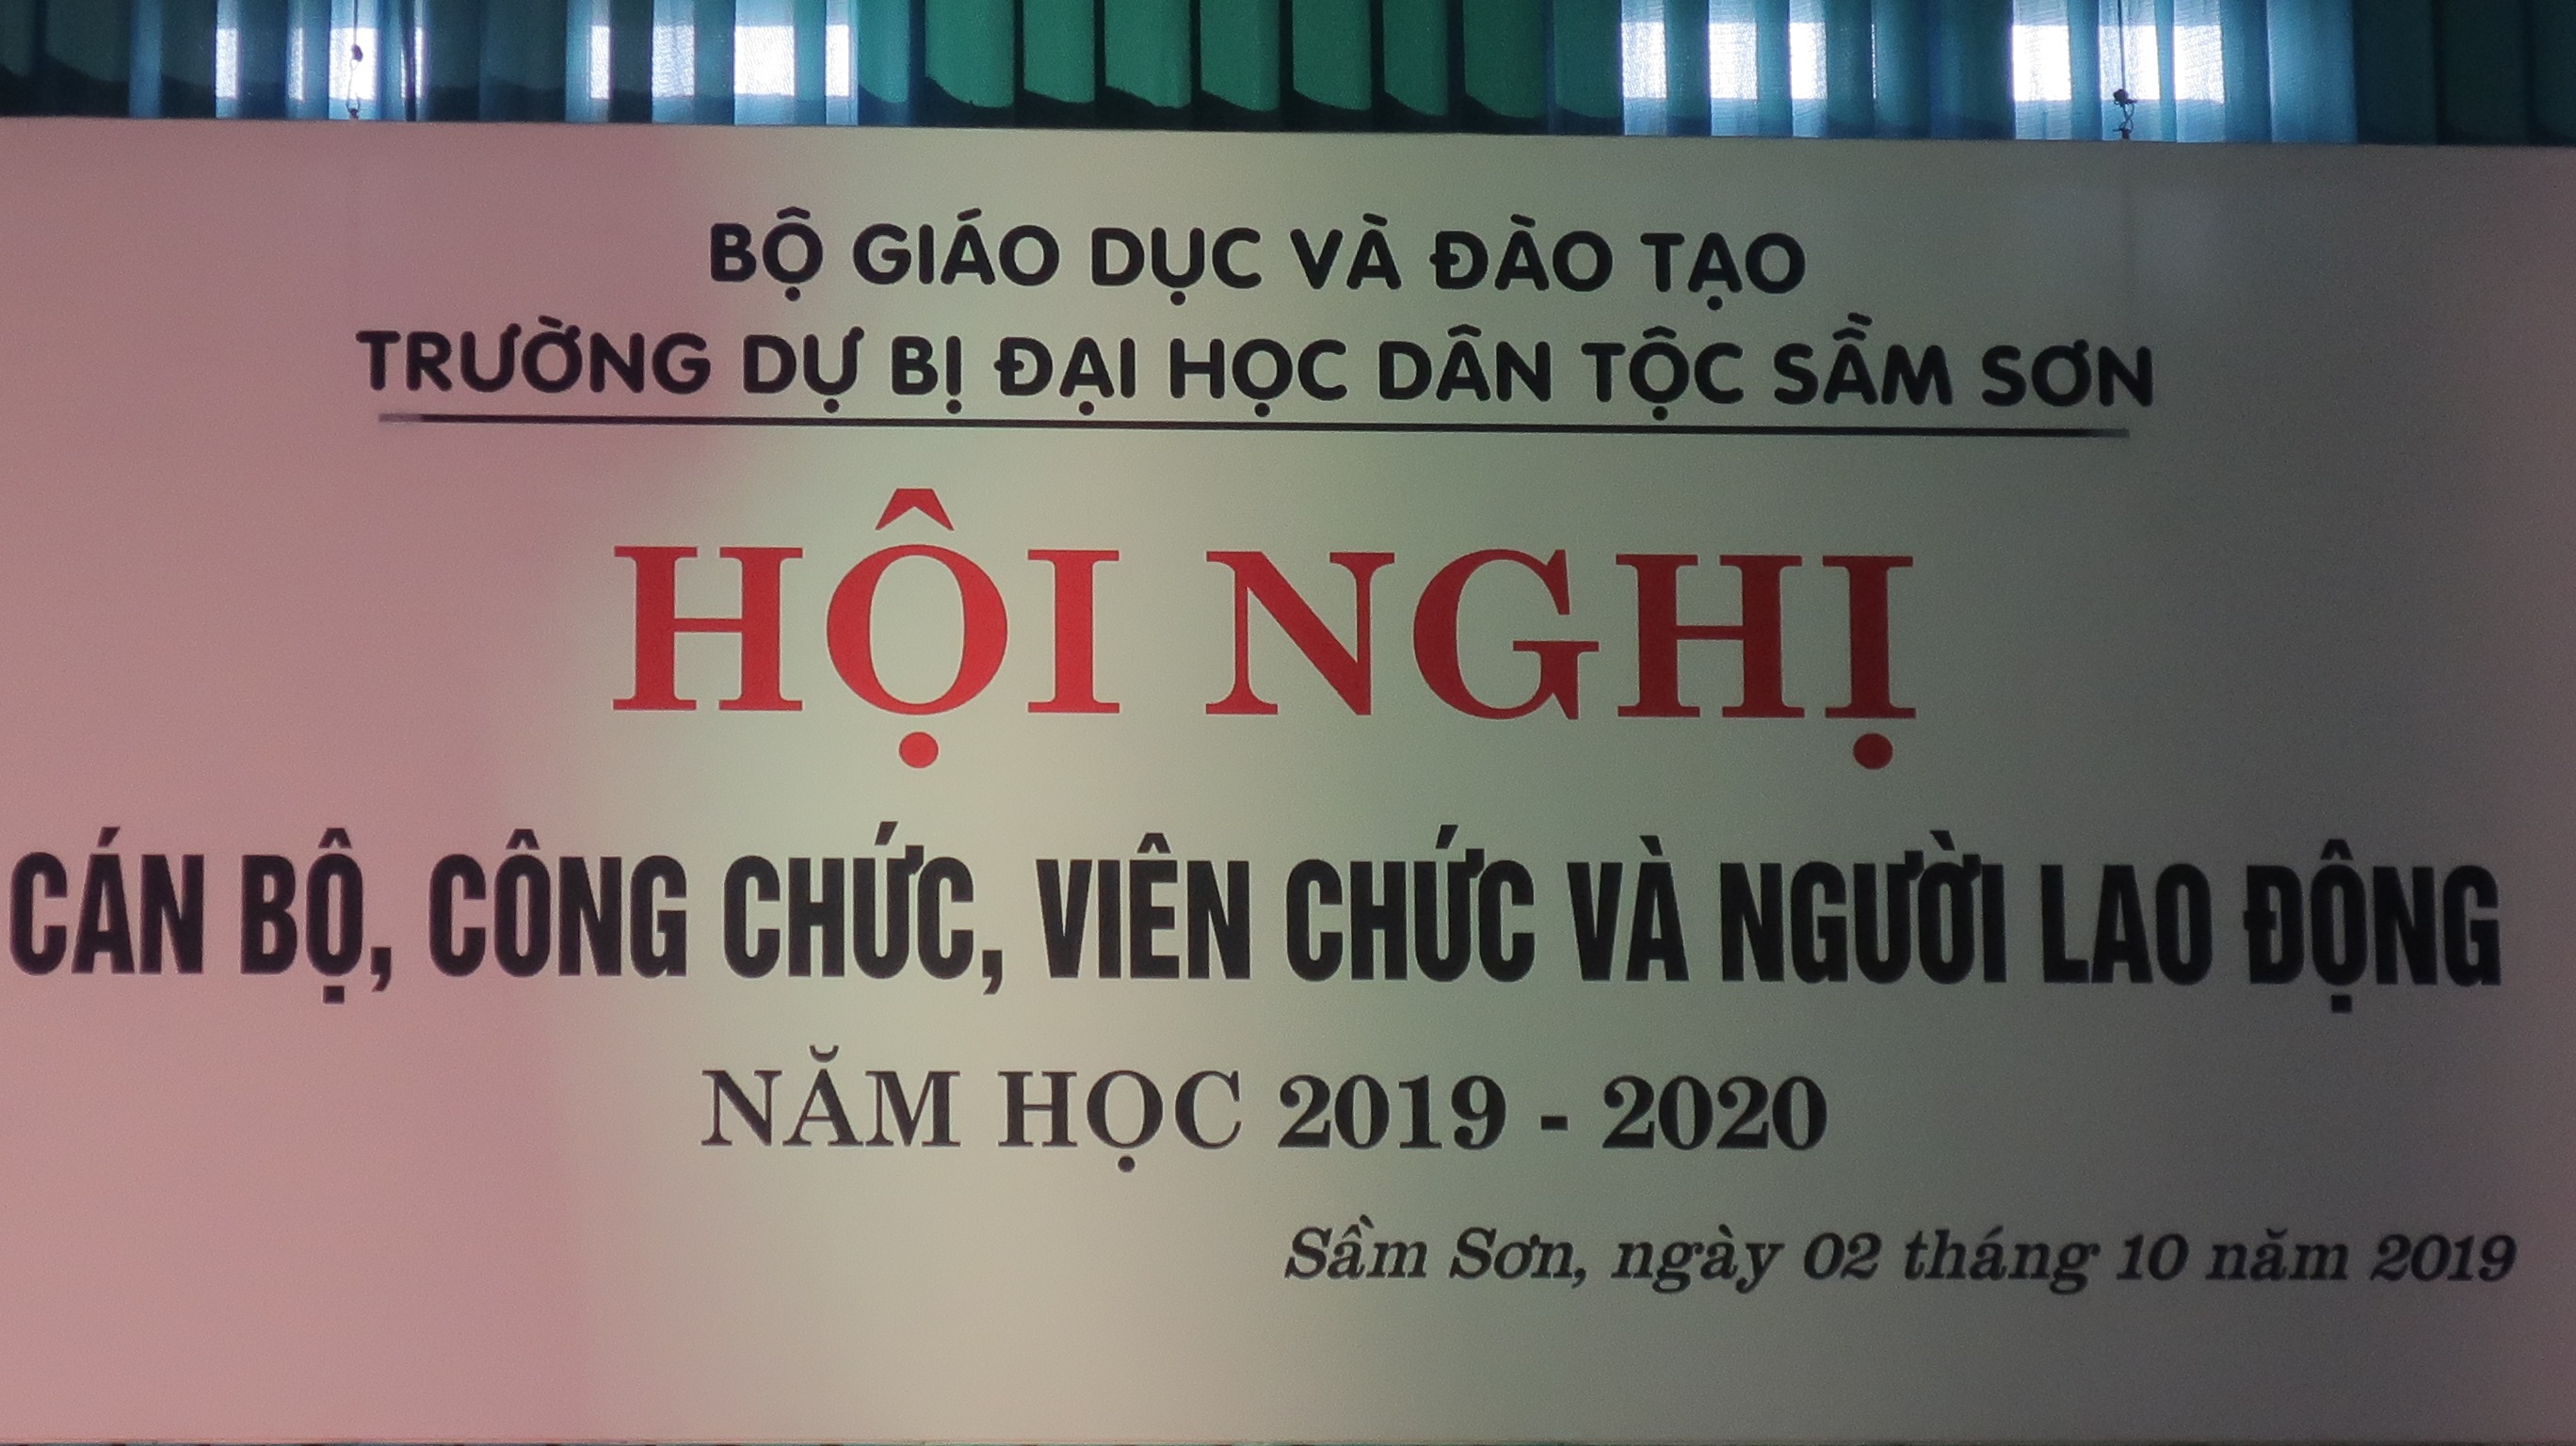 BỘ GIÁO DỤC VÀ ĐÀO TẠO
TRƯỜNG DỰ BỊ ĐẠI HỌC DÂN TỘC SẦM SƠN
HỘI NGHỊ
CÁN BỘ, CÔNG CHỨC, VIÊN CHỨC VÀ NGƯỜI LAO ĐỘNG
NĂM HỌC 2019 - 2020
Sầm Sơn, ngày 02 tháng 10 năm 2019